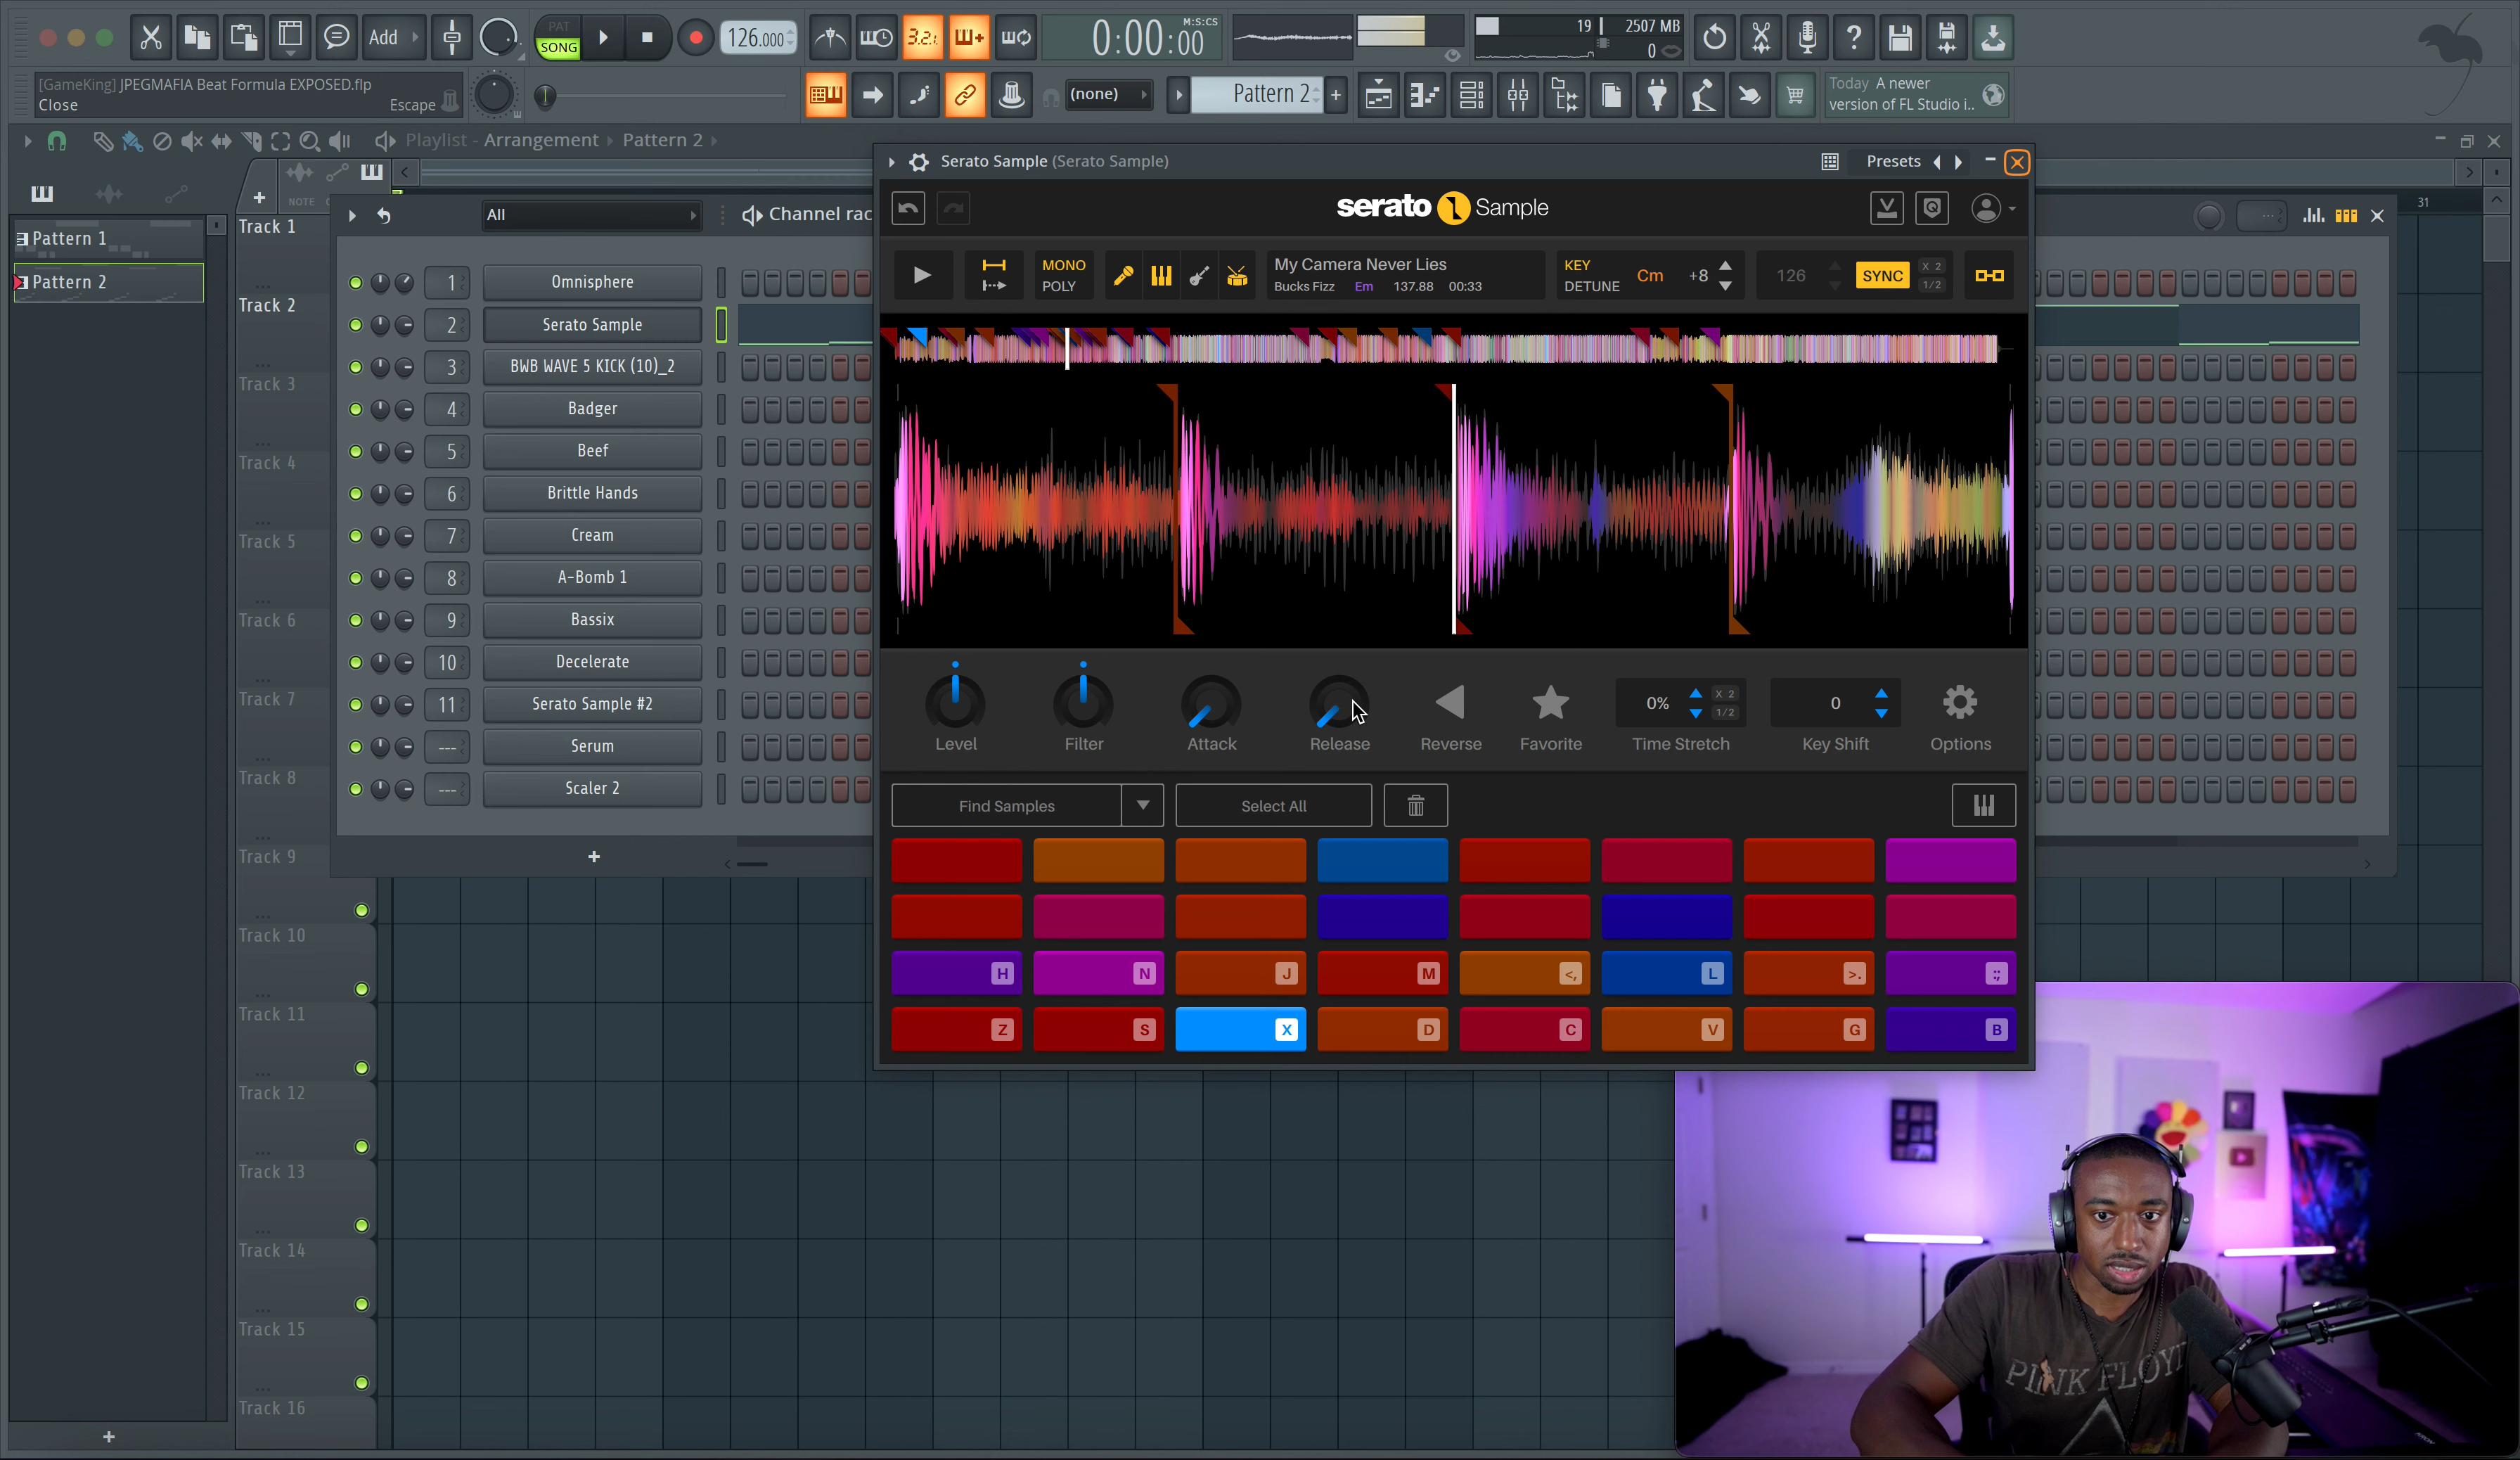 Add
PAT
SONG
126.000
3.2.
0:00:00
M:S:CS
19
2507 MB
0
[GameKing] JPEGMAFIA Beat Formula EXPOSED.flp
Close
Escape
(none)
Pattern 2
+
Today A newer
version of FL Studio i..
Playlist - Arrangement
Pattern 2
NOTE
31
Pattern 1
Pattern 2
Track 1
Track 2
Track 3
Track 4
Track 5
Track 6
Track 7
Track 8
Track 9
Track 10
Track 11
Track 12
Track 13
Track 14
Track 15
Track 16
All
Channel rac
1 Omnisphere
2 Serato Sample
3 BWB WAVE 5 KICK (10)_2
4 Badger
5 Beef
6 Brittle Hands
7 Cream
8 A-Bomb 1
9 Bassix
10 Decelerate
11 Serato Sample #2
--- Serum
--- Scaler 2
+
Serato Sample (Serato Sample)
Presets
serato Sample
MONO
POLY
My Camera Never Lies
Bucks Fizz Em 137.88 00:33
KEY
DETUNE
Cm
+8
126
SYNC
X 2
1/2
Level
Filter
Attack
Release
Reverse
Favorite
0%
X 2
1/2
Time Stretch
0
Key Shift
Options
Find Samples
Select All
H N J M <, L >. :;
Z S X D C V G B
PINK FLOY